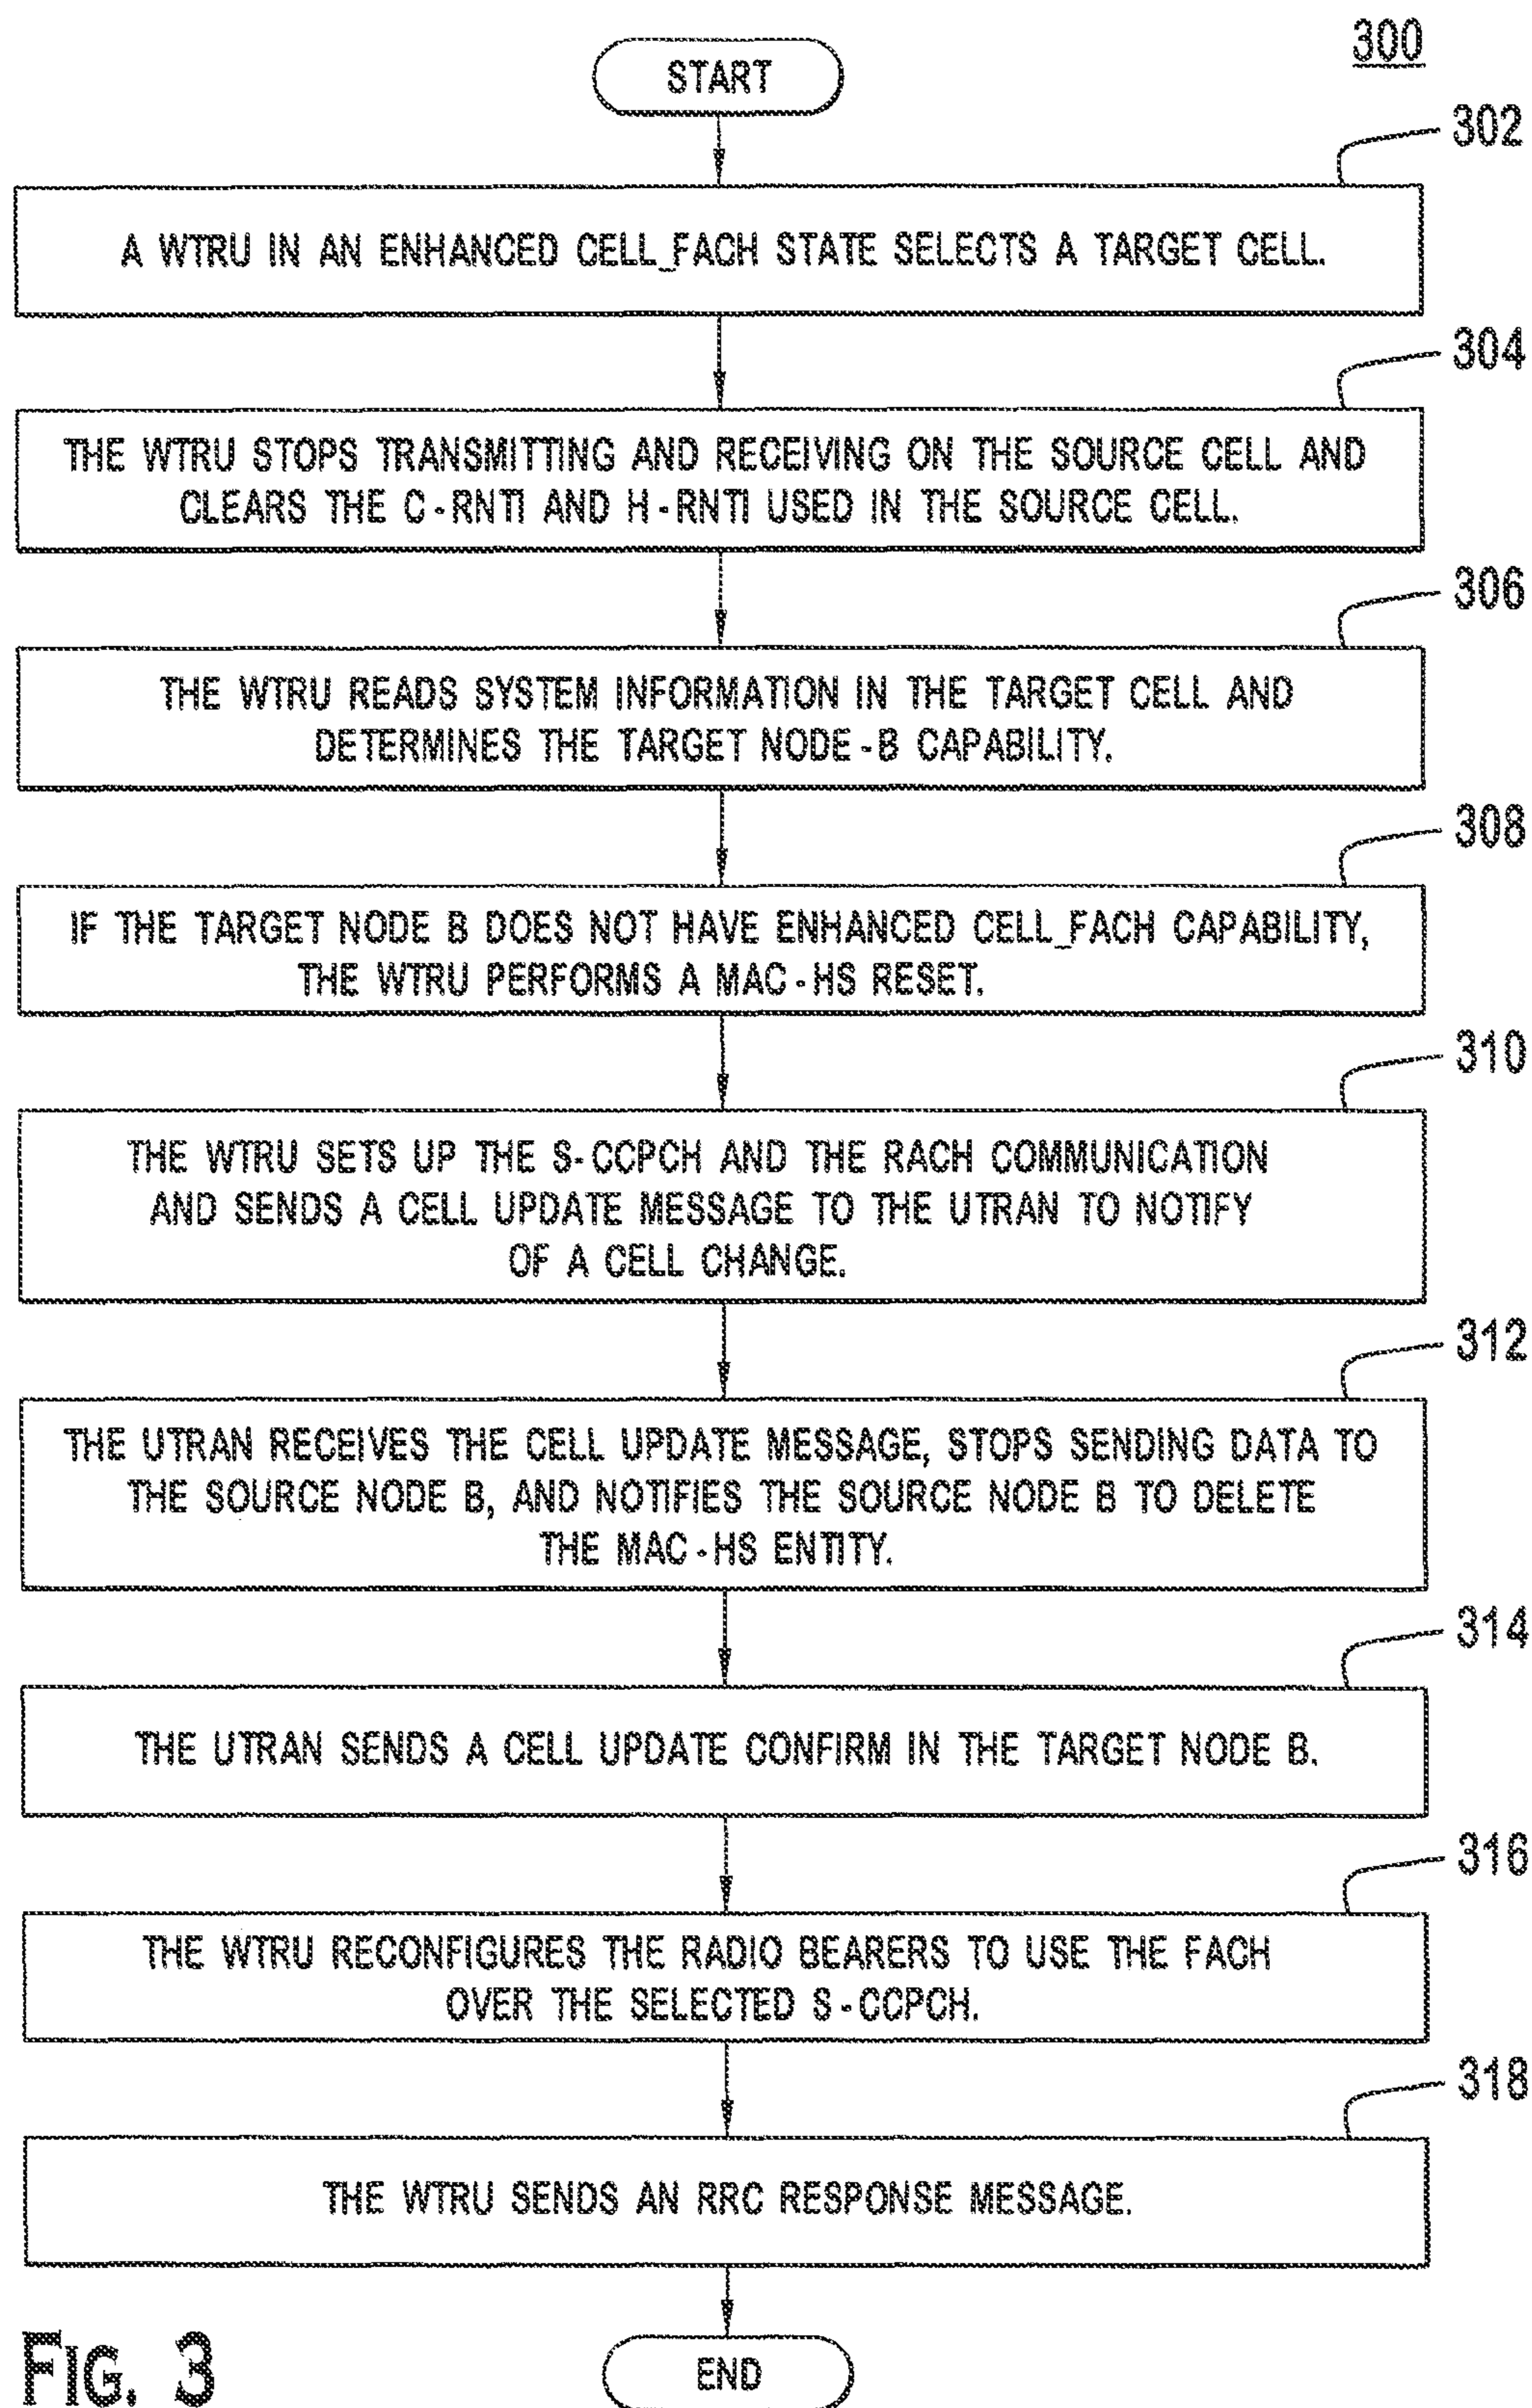 300
START
302
A WTRU IN AN ENHANCED CELL_FACH STATE SELECTS A TARGET CELL.
304
THE WTRU STOPS TRANSMITTING AND RECEIVING ON THE SOURCE CELL AND
CLEARS THE C-RNTI AND H-RNTI USED IN THE SOURCE CELL.
306
THE WTRU READS SYSTEM INFORMATION IN THE TARGET CELL AND
DETERMINES THE TARGET NODE-B CAPABILITY.
308
IF THE TARGET NODE B DOES NOT HAVE ENHANCED CELL_FACH CAPABILITY,
THE WTRU PERFORMS A MAC-HS RESET.
310
THE WTRU SETS UP THE S-CCPCH AND THE RACH COMMUNICATION
AND SENDS A CELL UPDATE MESSAGE TO THE UTRAN TO NOTIFY
OF A CELL CHANGE.
312
THE UTRAN RECEIVES THE CELL UPDATE MESSAGE, STOPS SENDING DATA TO
THE SOURCE NODE B, AND NOTIFIES THE SOURCE NODE B TO DELETE
THE MAC-HS ENTITY.
314
THE UTRAN SENDS A CELL UPDATE CONFIRM IN THE TARGET NODE B.
316
THE WTRU RECONFIGURES THE RADIO BEARERS TO USE THE FACH
OVER THE SELECTED S-CCPCH.
318
THE WTRU SENDS AN RRC RESPONSE MESSAGE.
END
FIG. 3